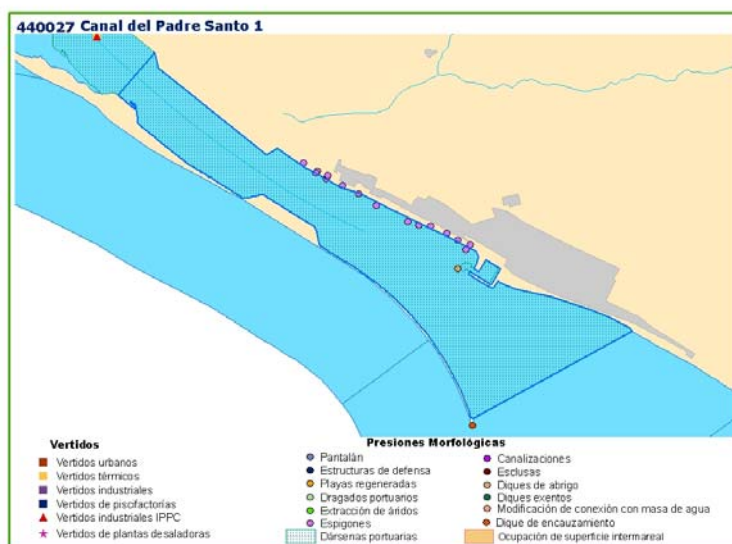 440027 Canal del Padre Santo 1
Vertidos
Vertidos urbanos
Vertidos térmicos
Vertidos industriales
Vertidos de piscifactorías
Vertidos industriales IPPC
Vertidos de plantas desaladoras
Presiones Morfológicas
Pantalán
Estructuras de defensa
Playas regeneradas
Dragados portuarios
Extracción de áridos
Espigones
Dársenas portuarias
Canalizaciones
Esclusas
Diques de abrigo
Diques exentos
Modificación de conexión con masa de agua
Dique de encauzamiento
Ocupación de superficie intermareal